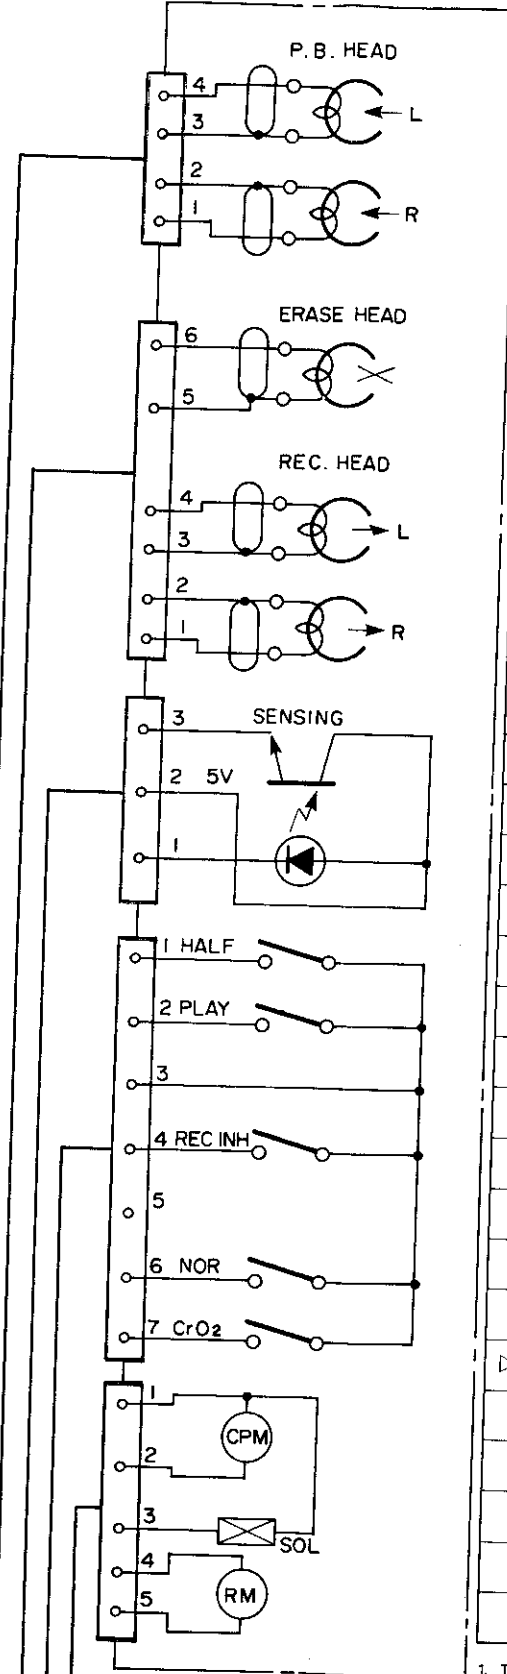 P.B. HEAD
4
L
3
2
1
R
ERASE HEAD
6
5
REC. HEAD
4
L
3
2
1
R
SENSING
3
2 5V
1
1 HALF
2 PLAY
3
4 REC INH
5
6 NOR
7 CrO2
1
CPM
2
3
SOL
4
RM
5